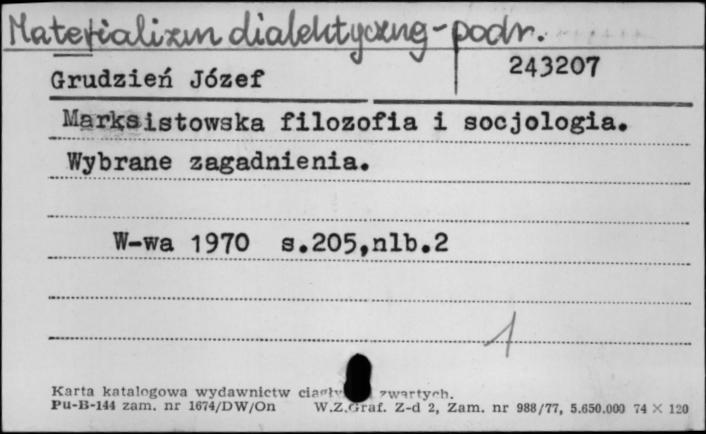 Materializm dialektyczny - podr.
Grudzień Józef 243207
Marksistowska filozofia i socjologia.
Wybrane zagadnienia.
W-wa 1970 s.205,nlb.2
1
Karta katalogowa wydawnictw zwartych.
Pu-B-144 zam. nr 1674/DW/On W.Z.Graf. Z-d 2, Zam. nr 988/77, 5.650.000 74 × 120